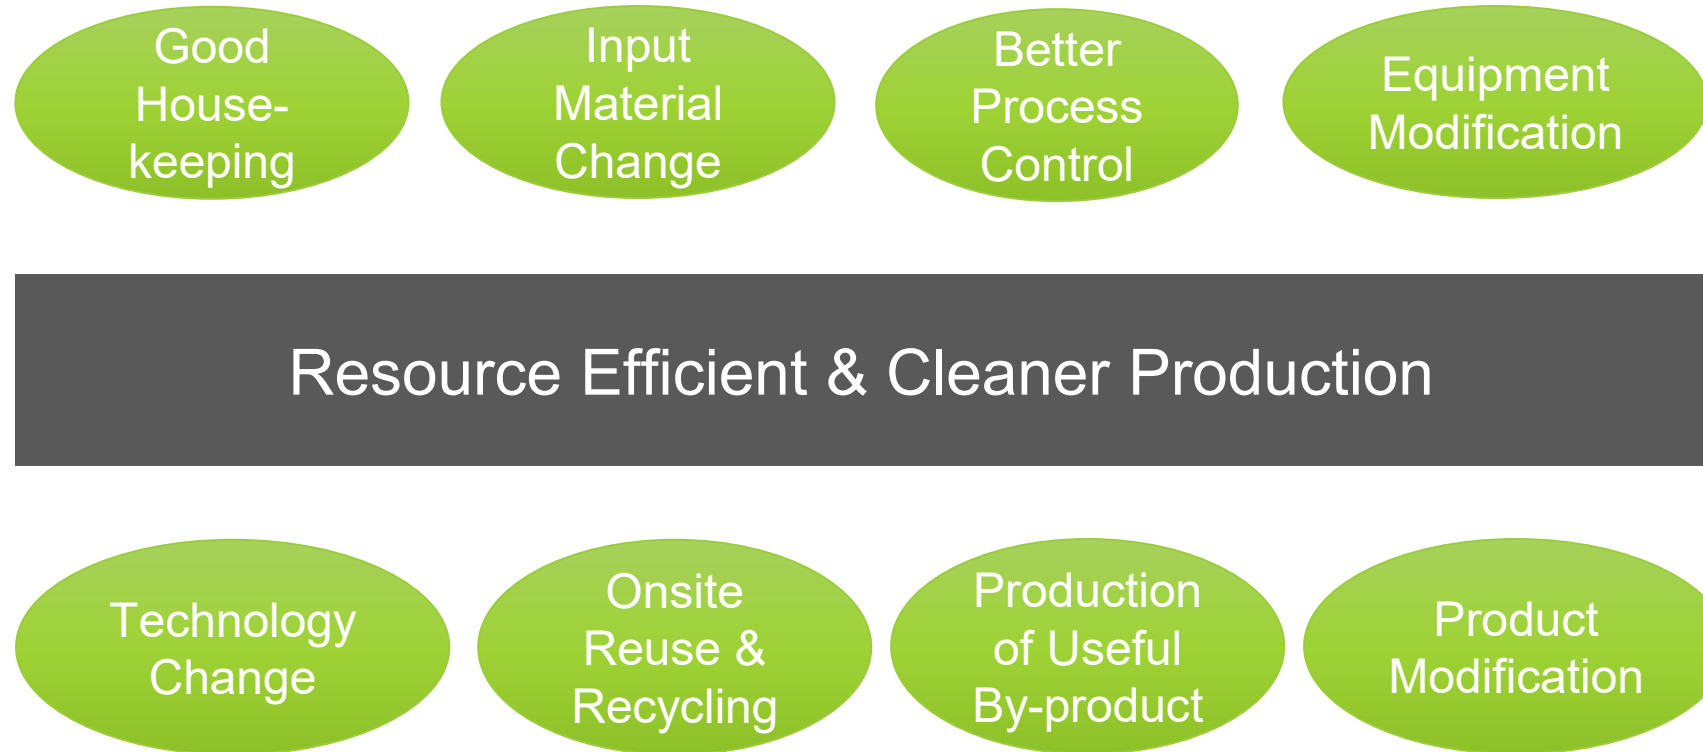 Good
House-
keeping
Input
Material
Change
Better
Process
Control
Equipment
Modification
Resource Efficient & Cleaner Production
Technology
Change
Onsite
Reuse &
Recycling
Production
of Useful
By-product
Product
Modification